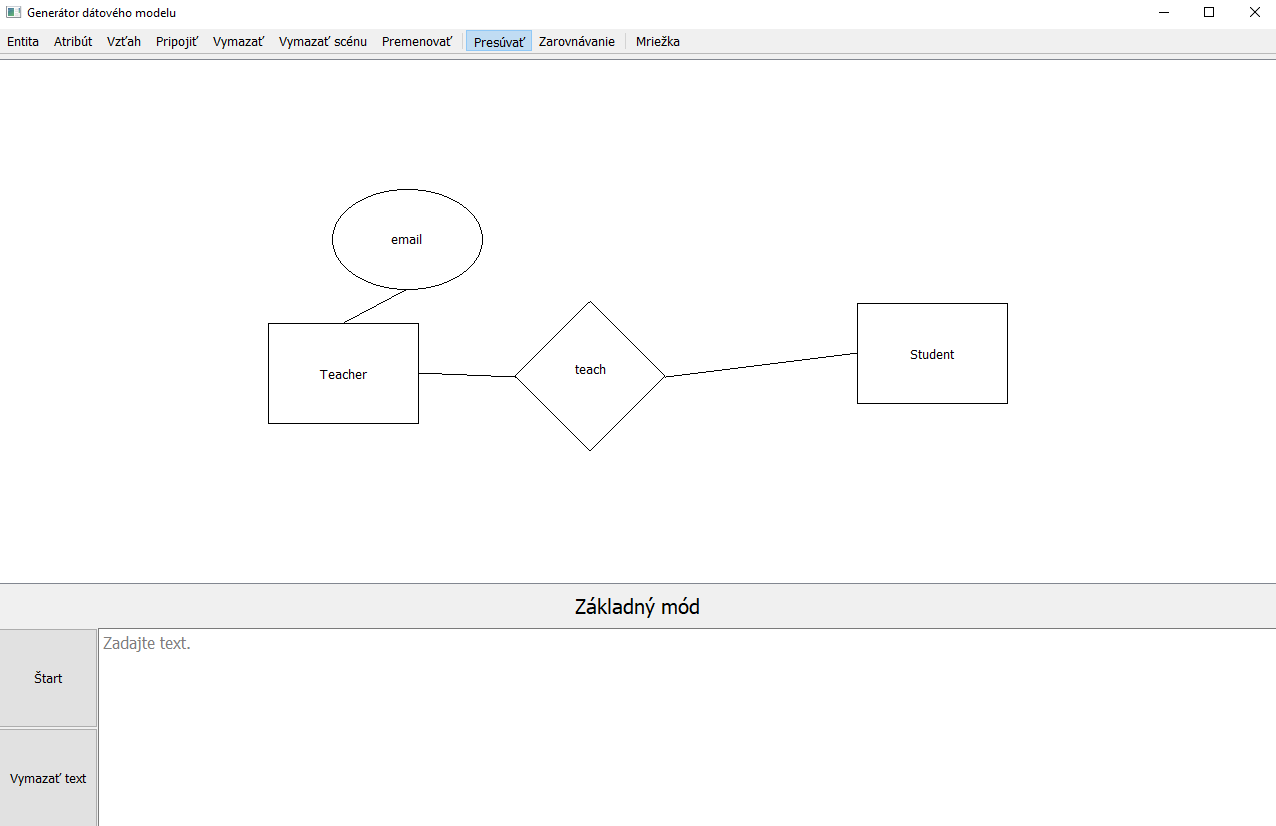 Generátor dátového modelu
Entita Atribút Vzťah Pripojiť Vymazať Vymazať scénu Premenovať Presúvať Zarovnávanie Mriežka
email
Teacher
teach
Student
Základný mód
Štart
Zadajte text.
Vymazať text